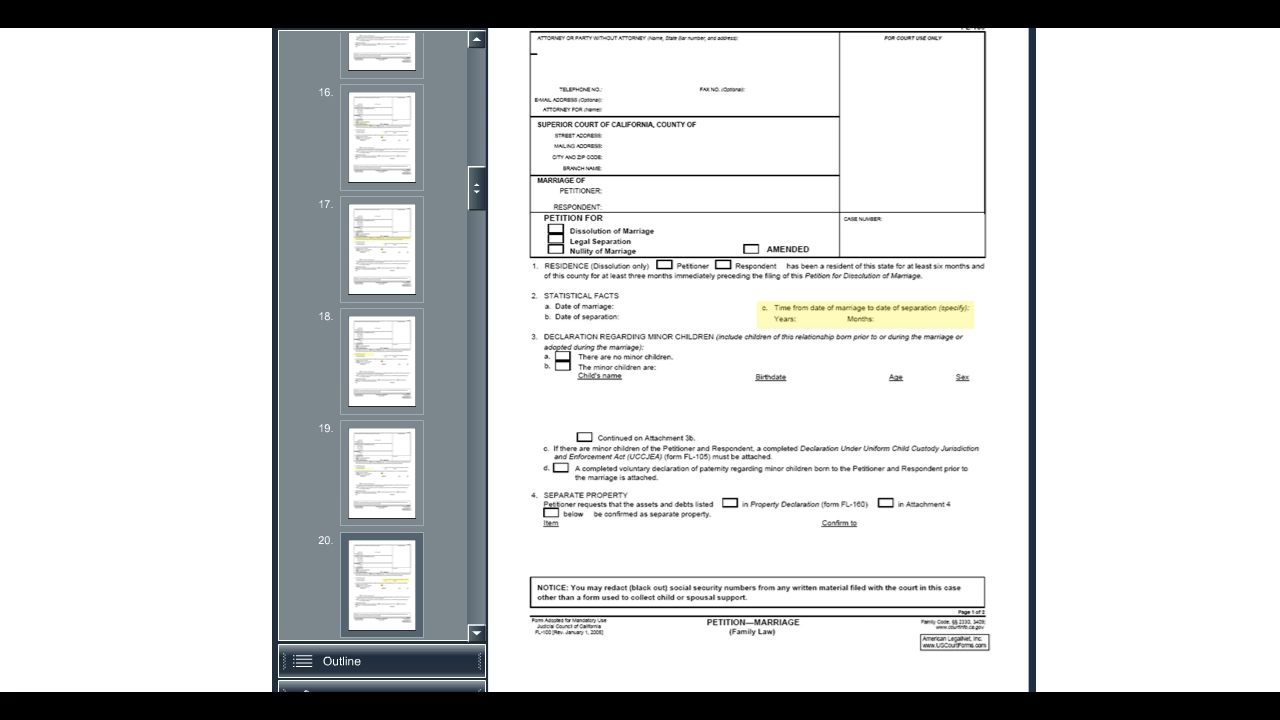 16.
17.
18.
19.
20.
Outline
ATTORNEY OR PARTY WITHOUT ATTORNEY (Name, State Bar number, and address):
FOR COURT USE ONLY
TELEPHONE NO.: FAX NO. (Optional):
E-MAIL ADDRESS (Optional):
ATTORNEY FOR (Name):
SUPERIOR COURT OF CALIFORNIA, COUNTY OF
STREET ADDRESS:
MAILING ADDRESS:
CITY AND ZIP CODE:
BRANCH NAME:
MARRIAGE OF
PETITIONER:
RESPONDENT:
PETITION FOR
CASE NUMBER:
Dissolution of Marriage
Legal Separation
Nullity of Marriage
AMENDED
1. RESIDENCE (Dissolution only) Petitioner Respondent has been a resident of this state for at least six months and
of this county for at least three months immediately preceding the filing of this Petition for Dissolution of Marriage.
2. STATISTICAL FACTS
a. Date of marriage:
b. Date of separation:
c. Time from date of marriage to date of separation (specify):
Years: Months:
3. DECLARATION REGARDING MINOR CHILDREN (include children of this relationship born prior to or during the marriage or
adopted during the marriage):
a. There are no minor children.
b. The minor children are:
Child's name Birthdate Age Sex
Continued on Attachment 3b.
c. If there are minor children of the Petitioner and Respondent, a completed Declaration Under Uniform Child Custody Jurisdiction
and Enforcement Act (UCCJEA) (form FL-105) must be attached.
d. A completed voluntary declaration of paternity regarding minor children born to the Petitioner and Respondent prior to
the marriage is attached.
4. SEPARATE PROPERTY
Petitioner requests that the assets and debts listed in Property Declaration (form FL-160) in Attachment 4
below be confirmed as separate property.
Item Confirm to
NOTICE: You may redact (black out) social security numbers from any written material filed with the court in this case
other than a form used to collect child or spousal support.
Page 1 of 2
Form Adopted for Mandatory Use
Judicial Council of California
FL-100 [Rev. January 1, 2005]
PETITION—MARRIAGE
(Family Law)
Family Code, §§ 2330, 3409;
www.courtinfo.ca.gov
American LegalNet, Inc.
www.USCourtForms.com